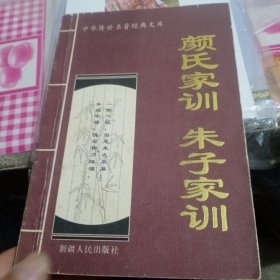 中华传世名著经典文库
颜氏家训 朱子家训
新疆人民出版社